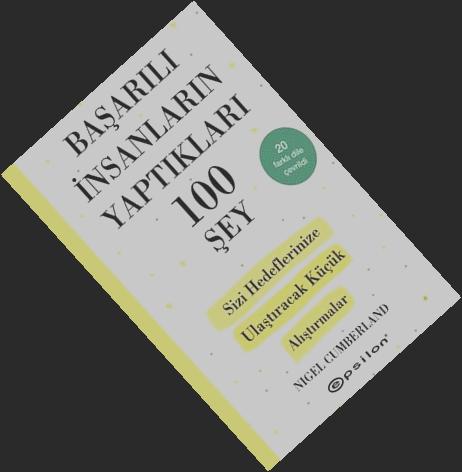 BAŞARILI
İNSANLARIN
YAPTIKLARI
100
ŞEY
20
farklı dile
çevrildi
Sizi Hedeflerinize
Ulaştıracak Küçük
Alıştırmalar
NIGEL CUMBERLAND
epsilon